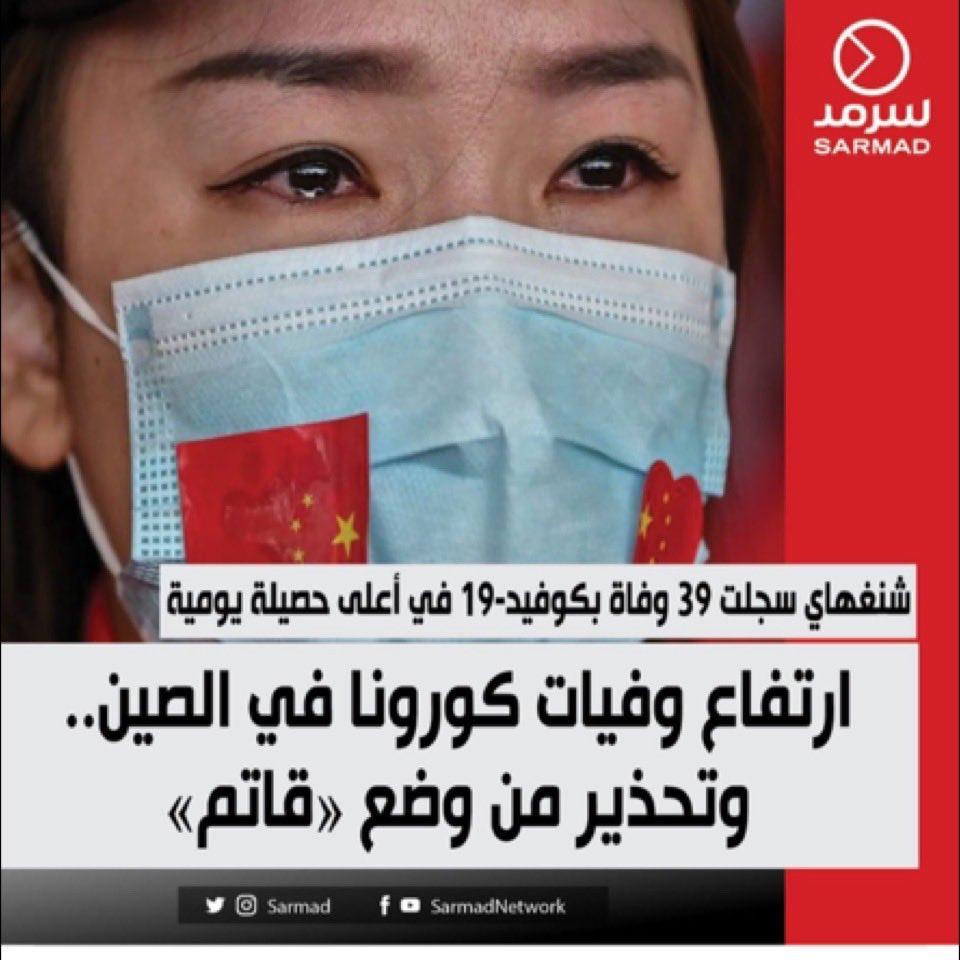 سرمد
SARMAD
شنغهاي سجلت 39 وفاة بكوفيد-19 في أعلى حصيلة يومية
ارتفاع وفيات كورونا في الصين..
وتحذير من وضع «قاتم»
Sarmad SarmadNetwork